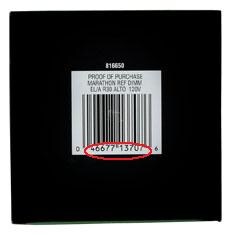 816650
PROOF OF PURCHASE
MARATHON REF DIMM
EL/A R30 ALTO 120V
0 46677 13707 6